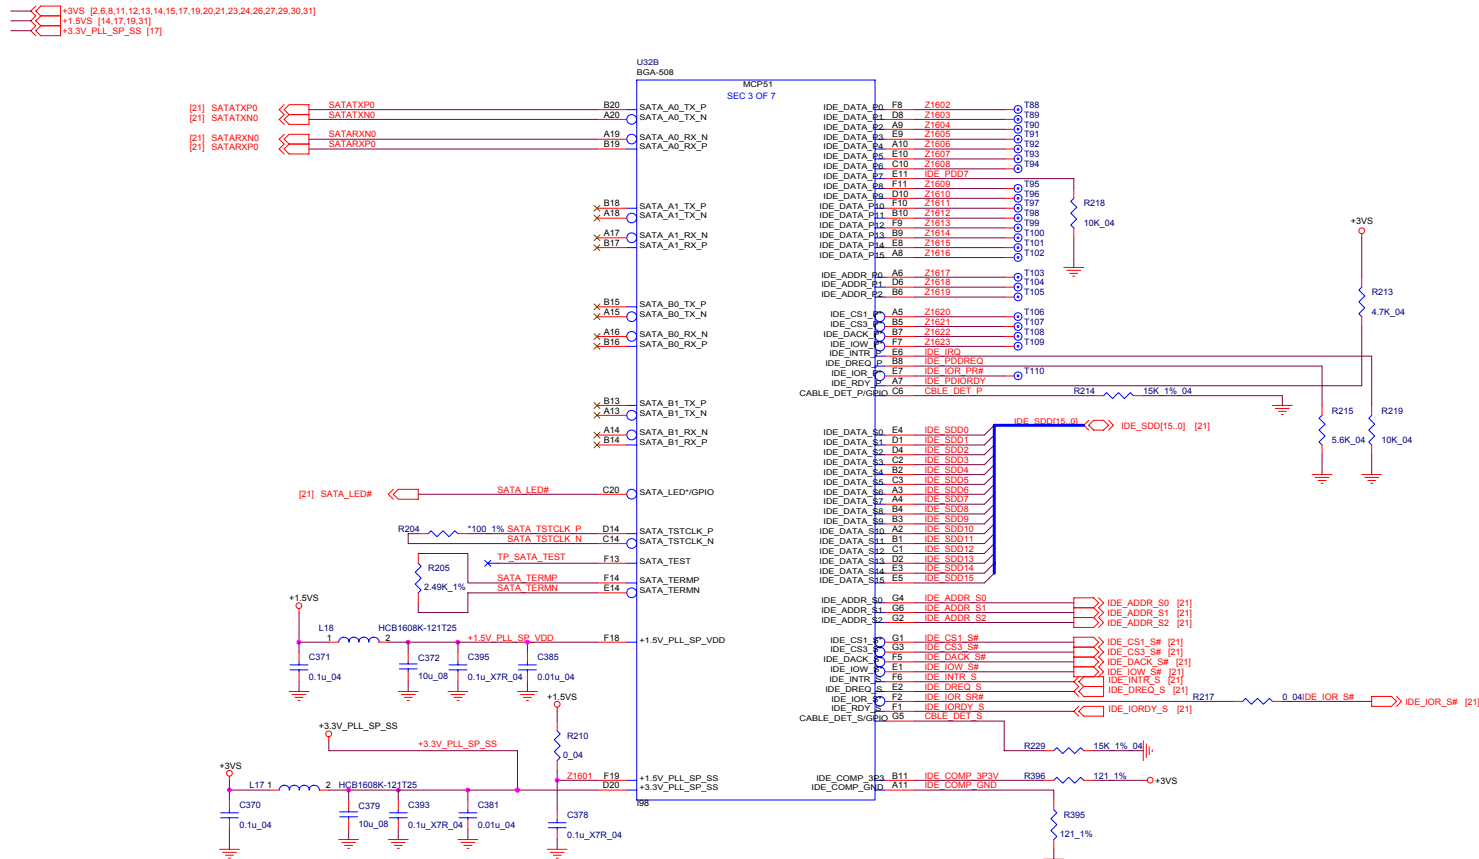 +3VS [2,6,8,11,12,13,14,15,17,19,20,21,23,24,26,27,29,30,31]
+1.5VS [14,17,19,31]
+3.3V_PLL_SP_SS [17]
U32B
BGA-508
MCP51
SEC 3 OF 7
[21] SATATXP0 SATATXP0 B20 SATA_A0_TX_P
[21] SATATXN0 SATATXN0 A20 SATA_A0_TX_N
[21] SATARXN0 SATARXN0 A19 SATA_A0_RX_N
[21] SATARXP0 SATARXP0 B19 SATA_A0_RX_P
B18 SATA_A1_TX_P
A18 SATA_A1_TX_N
A17 SATA_A1_RX_N
B17 SATA_A1_RX_P
B15 SATA_B0_TX_P
A15 SATA_B0_TX_N
A16 SATA_B0_RX_N
B16 SATA_B0_RX_P
B13 SATA_B1_TX_P
A13 SATA_B1_TX_N
A14 SATA_B1_RX_N
B14 SATA_B1_RX_P
[21] SATA_LED# SATA_LED# C20 SATA_LED*/GPIO
R204 *100_1% SATA_TSTCLK_P D14 SATA_TSTCLK_P
SATA_TSTCLK_N C14 SATA_TSTCLK_N
TP_SATA_TEST F13 SATA_TEST
R205
2.49K_1%
SATA_TERMP F14 SATA_TERMP
SATA_TERMN E14 SATA_TERMN
+1.5VS
L18 HCB1608K-121T25
1 2 +1.5V_PLL_SP_VDD F18 +1.5V_PLL_SP_VDD
C371
0.1u_04
C372
10u_08
C395
0.1u_X7R_04
C385
0.01u_04
+1.5VS
R210
0_04
+3.3V_PLL_SP_SS
+3.3V_PLL_SP_SS
+3VS
Z1601 F19 +1.5V_PLL_SP_SS
L17 1 2 HCB1608K-121T25 D20 +3.3V_PLL_SP_SS
C370
0.1u_04
C379
10u_08
C393
0.1u_X7R_04
C381
0.01u_04
C378
0.1u_X7R_04
I98
IDE_DATA_P0 F8 Z1602 T88
IDE_DATA_P1 D8 Z1603 T89
IDE_DATA_P2 A9 Z1604 T90
IDE_DATA_P3 E9 Z1605 T91
IDE_DATA_P4 A10 Z1606 T92
IDE_DATA_P5 E10 Z1607 T93
IDE_DATA_P6 C10 Z1608 T94
IDE_DATA_P7 E11 IDE_PDD7
IDE_DATA_P8 F11 Z1609 T95
IDE_DATA_P9 D10 Z1610 T96
IDE_DATA_P10 F10 Z1611 T97
IDE_DATA_P11 B10 Z1612 T98
IDE_DATA_P12 F9 Z1613 T99
IDE_DATA_P13 B9 Z1614 T100
IDE_DATA_P14 E8 Z1615 T101
IDE_DATA_P15 A8 Z1616 T102
R218
10K_04
+3VS
R213
4.7K_04
IDE_ADDR_P0 A6 Z1617 T103
IDE_ADDR_P1 D6 Z1618 T104
IDE_ADDR_P2 B6 Z1619 T105
IDE_CS1_P* A5 Z1620 T106
IDE_CS3_P* B5 Z1621 T107
IDE_DACK_P* B7 Z1622 T108
IDE_IOW_P* F7 Z1623 T109
IDE_INTR_P E6 IDE_IRQ
IDE_DREQ_P B8 IDE_PDDREQ
IDE_IOR_P* E7 IDE_IOR_PR# T110
IDE_RDY_P A7 IDE_PDIORDY
CABLE_DET_P/GPIO C6 CBLE_DET_P R214 15K_1%_04
R215
5.6K_04
R219
10K_04
IDE_SDD[15..0] IDE_SDD[15..0] [21]
IDE_DATA_S0 E4 IDE_SDD0
IDE_DATA_S1 D1 IDE_SDD1
IDE_DATA_S2 D4 IDE_SDD2
IDE_DATA_S3 C2 IDE_SDD3
IDE_DATA_S4 B2 IDE_SDD4
IDE_DATA_S5 C3 IDE_SDD5
IDE_DATA_S6 A3 IDE_SDD6
IDE_DATA_S7 A4 IDE_SDD7
IDE_DATA_S8 B4 IDE_SDD8
IDE_DATA_S9 B3 IDE_SDD9
IDE_DATA_S10 A2 IDE_SDD10
IDE_DATA_S11 B1 IDE_SDD11
IDE_DATA_S12 C1 IDE_SDD12
IDE_DATA_S13 D2 IDE_SDD13
IDE_DATA_S14 E3 IDE_SDD14
IDE_DATA_S15 E5 IDE_SDD15
IDE_ADDR_S0 G4 IDE_ADDR_S0 IDE_ADDR_S0 [21]
IDE_ADDR_S1 G6 IDE_ADDR_S1 IDE_ADDR_S1 [21]
IDE_ADDR_S2 G2 IDE_ADDR_S2 IDE_ADDR_S2 [21]
IDE_CS1_S* G1 IDE_CS1_S# IDE_CS1_S# [21]
IDE_CS3_S* G3 IDE_CS3_S# IDE_CS3_S# [21]
IDE_DACK_S* F5 IDE_DACK_S# IDE_DACK_S# [21]
IDE_IOW_S* E1 IDE_IOW_S# IDE_IOW_S# [21]
IDE_INTR_S F6 IDE_INTR_S IDE_INTR_S [21]
IDE_DREQ_S E2 IDE_DREQ_S IDE_DREQ_S [21]
IDE_IOR_S* F2 IDE_IOR_SR# R217 0_04 IDE_IOR_S# IDE_IOR_S# [21]
IDE_RDY_S F1 IDE_IORDY_S IDE_IORDY_S [21]
CABLE_DET_S/GPIO G5 CBLE_DET_S
R229 15K_1%_04
IDE_COMP_3P3 B11 IDE_COMP_3P3V R396 121_1% +3VS
IDE_COMP_GND A11 IDE_COMP_GND
R395
121_1%